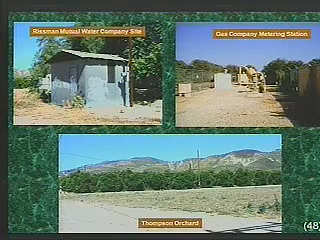 Rissman Mutual Water Company Site
Gas Company Metering Station
Thompson Orchard
(48